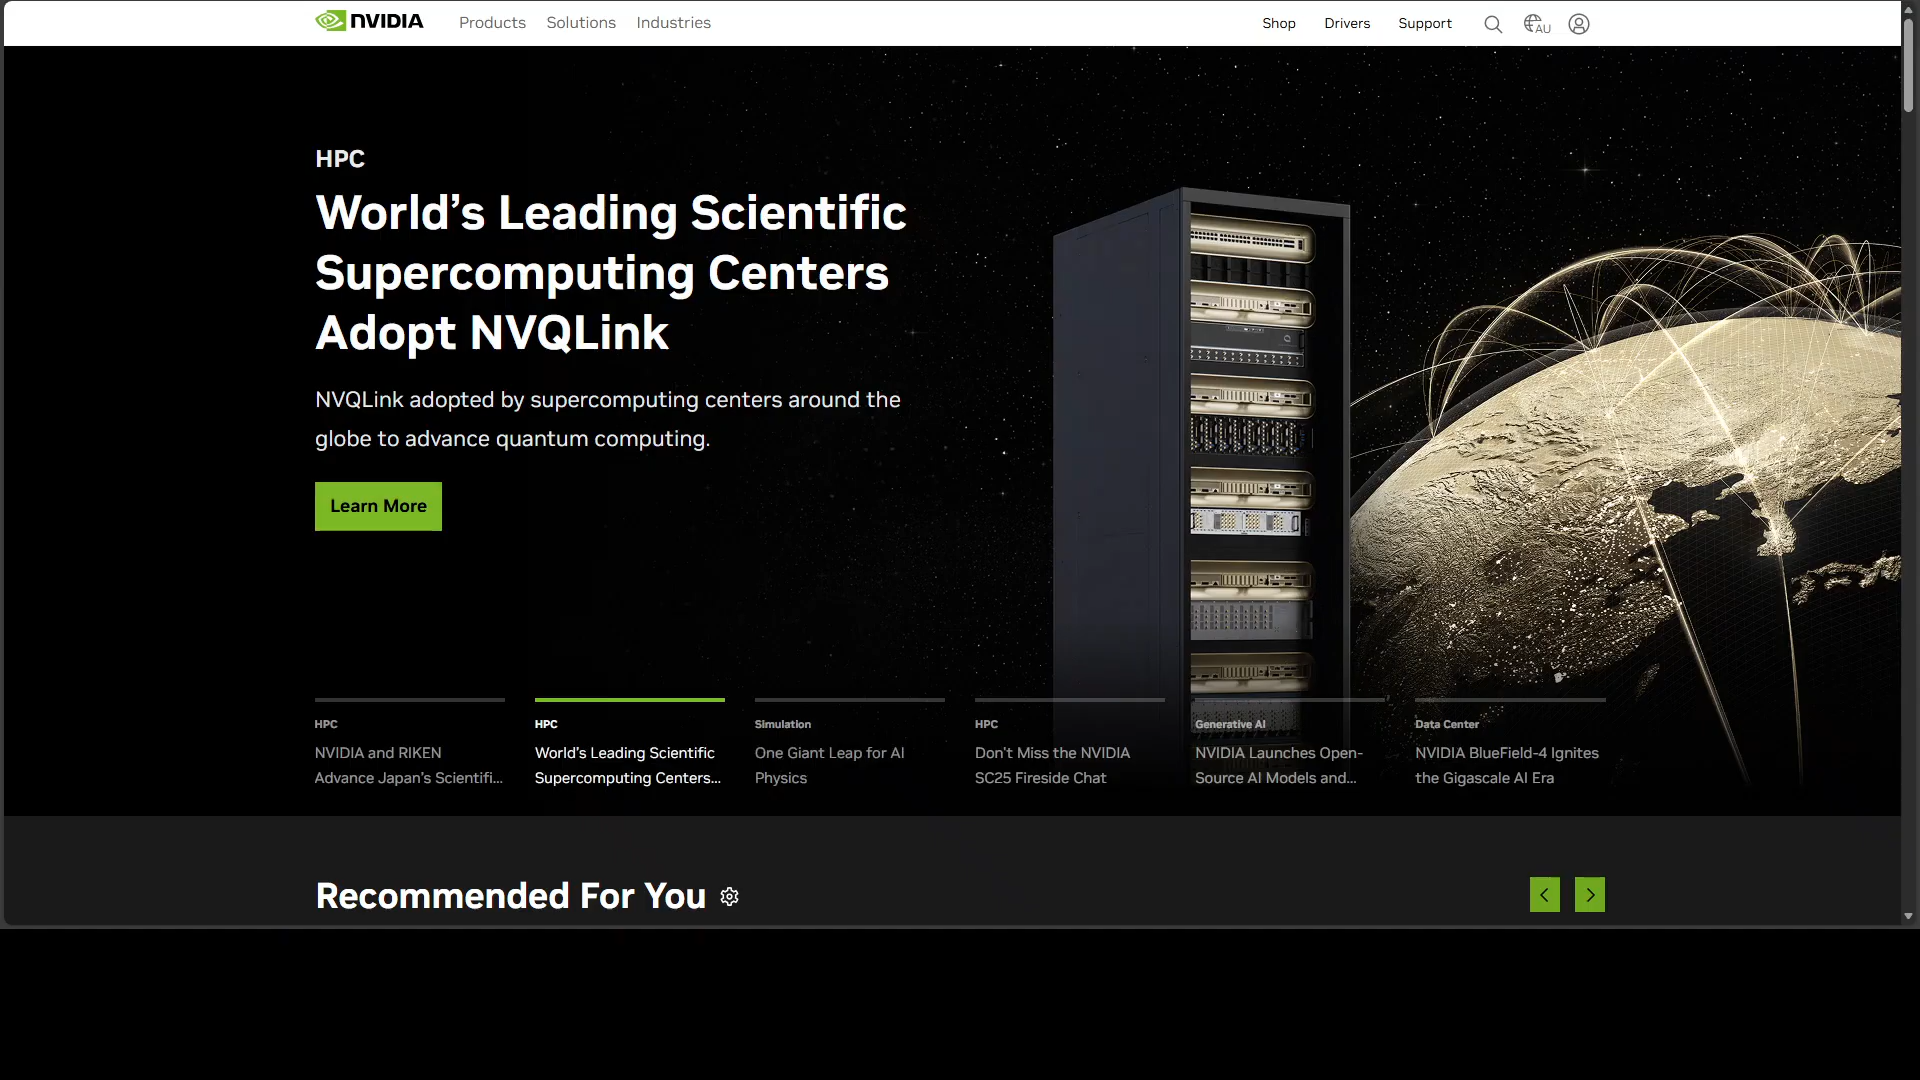 NVIDIA
Products Solutions Industries
Shop Drivers Support AU
HPC
World’s Leading Scientific
Supercomputing Centers
Adopt NVQLink
NVQLink adopted by supercomputing centers around the
globe to advance quantum computing.
Learn More
HPC
NVIDIA and RIKEN
Advance Japan’s Scientifi...
HPC
World’s Leading Scientific
Supercomputing Centers...
Simulation
One Giant Leap for AI
Physics
HPC
Don't Miss the NVIDIA
SC25 Fireside Chat
Generative AI
NVIDIA Launches Open-
Source AI Models and...
Data Center
NVIDIA BlueField-4 Ignites
the Gigascale AI Era
Recommended For You